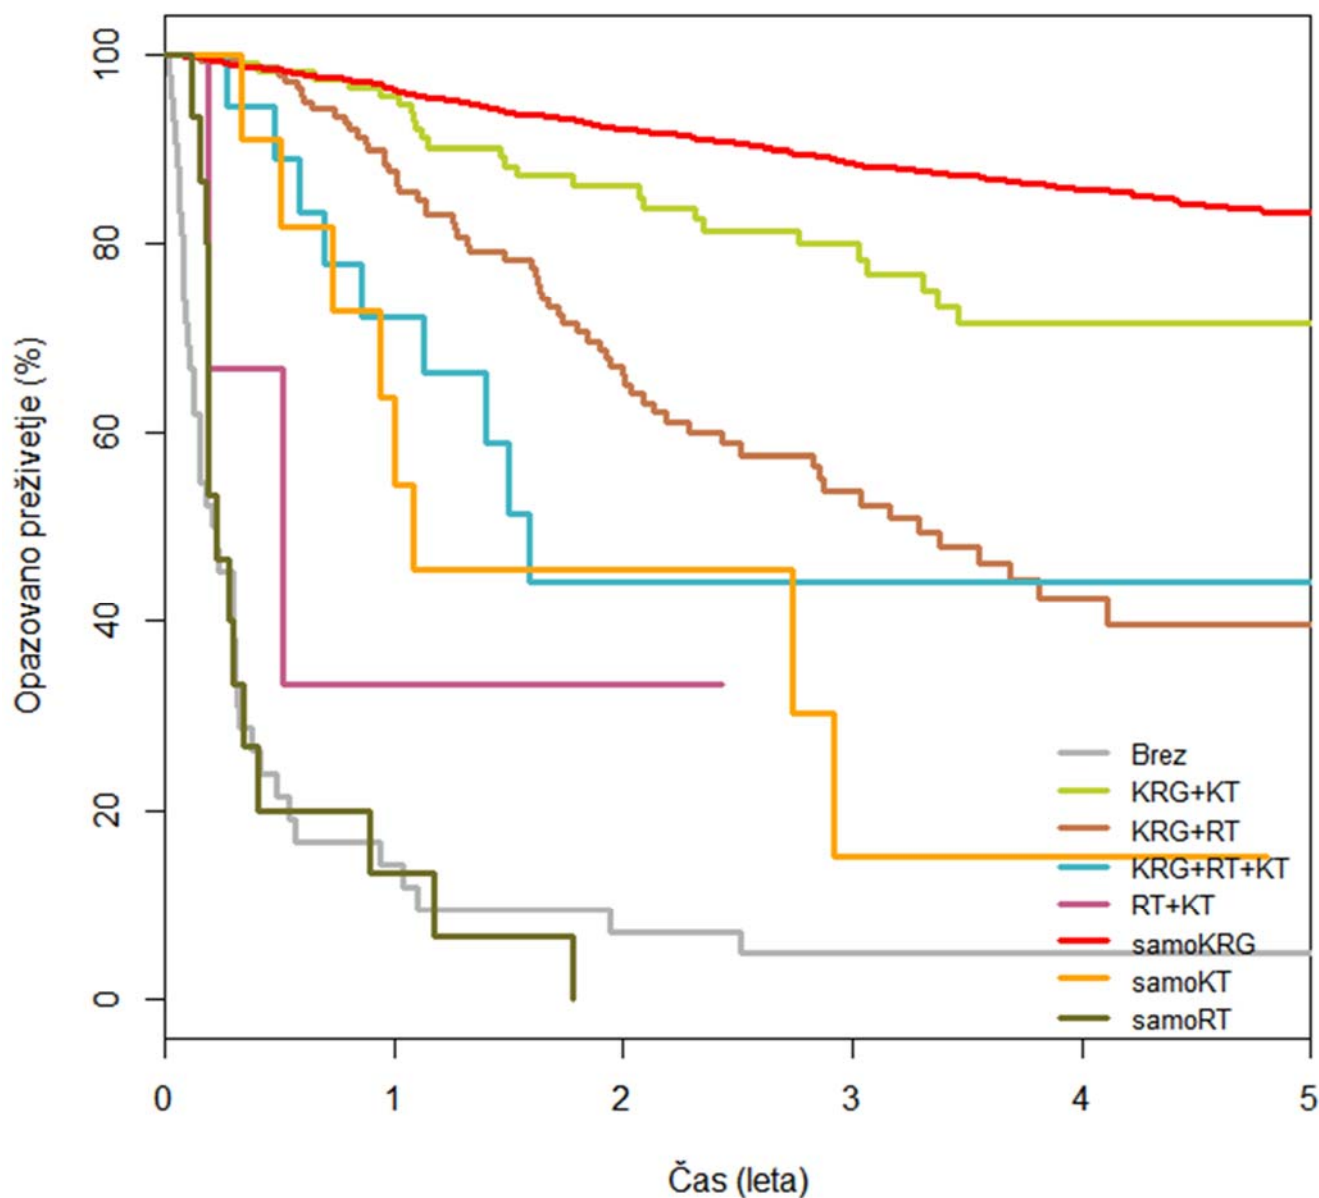 Opazovano preživetje (%)
100
80
60
40
20
0
Brez
KRG+KT
KRG+RT
KRG+RT+KT
RT+KT
samoKRG
samoKT
samoRT
0 1 2 3 4 5
Čas (leta)